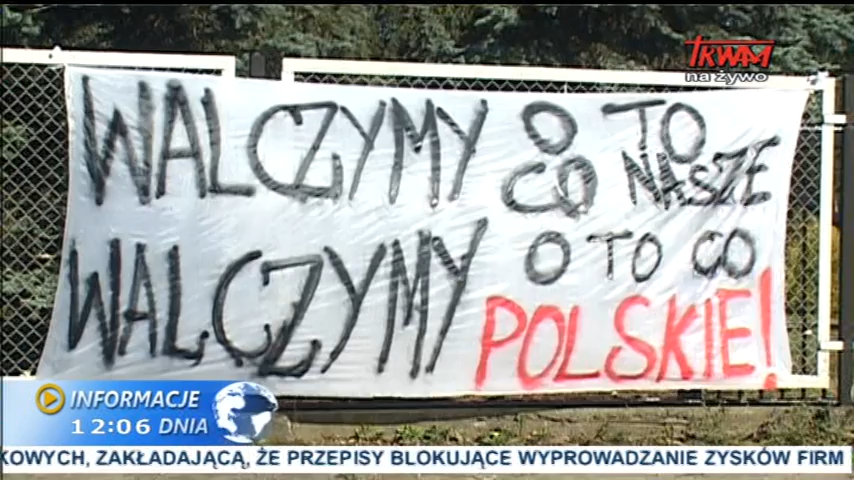 TRWAM
na żywo
WALCZYMY O TO
CO NASZE
WALCZYMY O TO CO
POLSKIE!
INFORMACJE
12:06 DNIA
KOWYCH, ZAKŁADAJĄCĄ, ŻE PRZEPISY BLOKUJĄCE WYPROWADZANIE ZYSKÓW FIRM